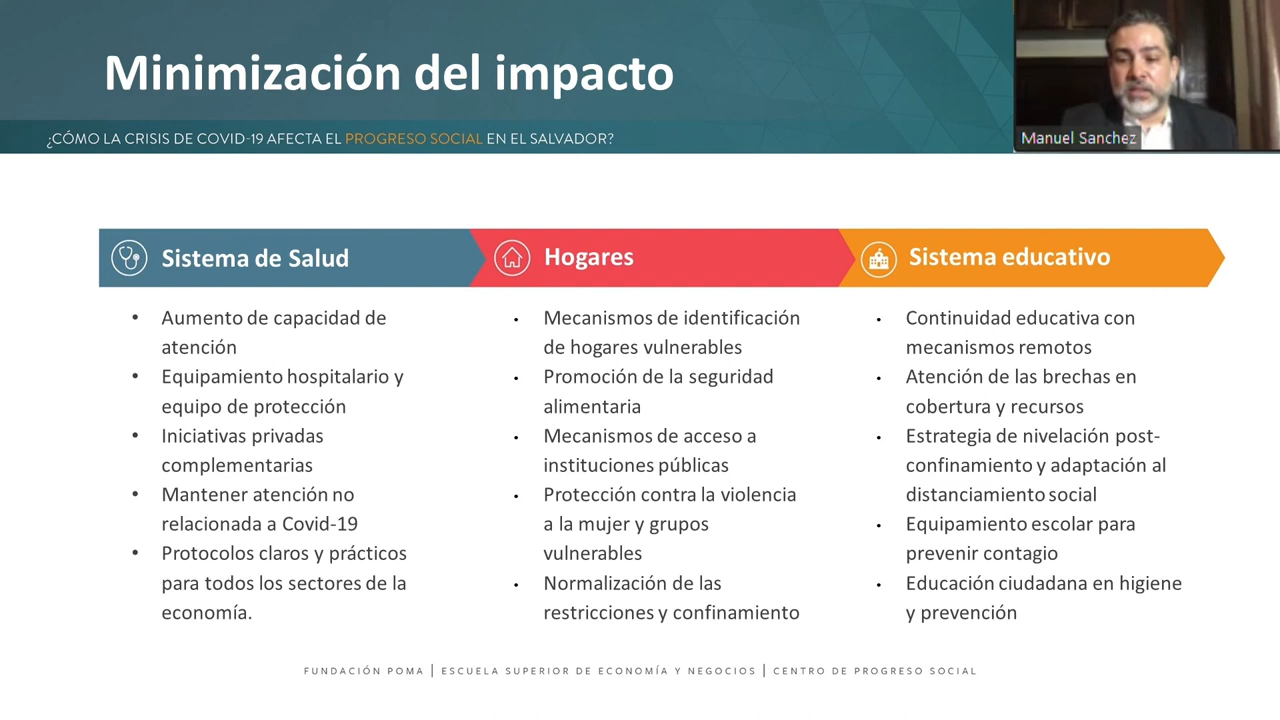 Minimización del impacto
¿CÓMO LA CRISIS DE COVID-19 AFECTA EL PROGRESO SOCIAL EN EL SALVADOR?
Manuel Sanchez
Sistema de Salud
Aumento de capacidad de
atención
Equipamiento hospitalario y
equipo de protección
Iniciativas privadas
complementarias
Mantener atención no
relacionada a Covid-19
Protocolos claros y prácticos
para todos los sectores de la
economía.
Hogares
Mecanismos de identificación
de hogares vulnerables
Promoción de la seguridad
alimentaria
Mecanismos de acceso a
instituciones públicas
Protección contra la violencia
a la mujer y grupos
vulnerables
Normalización de las
restricciones y confinamiento
Sistema educativo
Continuidad educativa con
mecanismos remotos
Atención de las brechas en
cobertura y recursos
Estrategia de nivelación post-
confinamiento y adaptación al
distanciamiento social
Equipamiento escolar para
prevenir contagio
Educación ciudadana en higiene
y prevención
FUNDACIÓN POMA | ESCUELA SUPERIOR DE ECONOMÍA Y NEGOCIOS | CENTRO DE PROGRESO SOCIAL